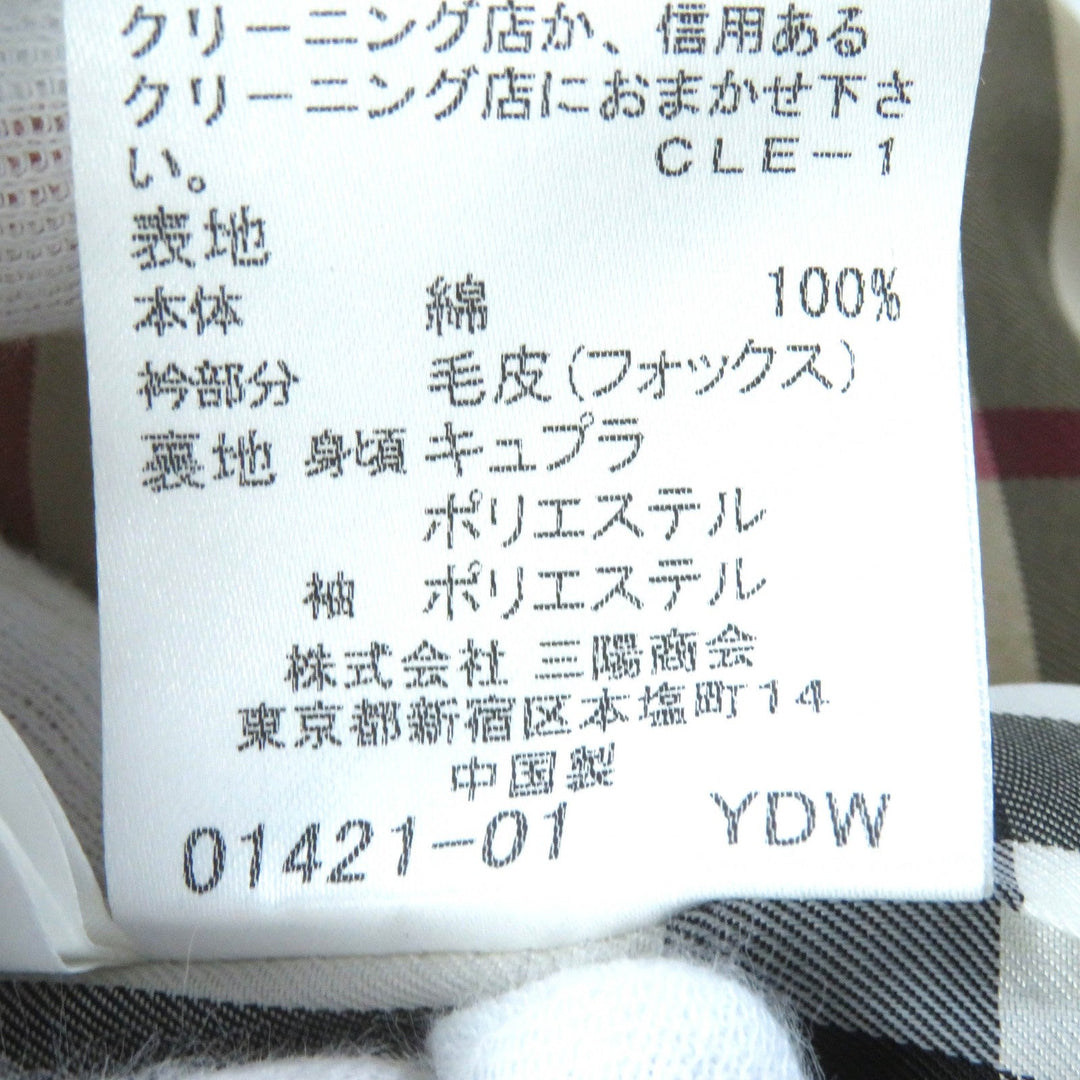 クリーニング店か、信用ある
クリーニング店におまかせ下さ
い。 CLE-1
表地
本体 綿 100%
衿部分 毛皮(フォックス)
裏地 身頃 キュプラ
ポリエステル
袖 ポリエステル
株式会社 三陽商会
東京都新宿区本塩町14
中国製
01421-01 YDW